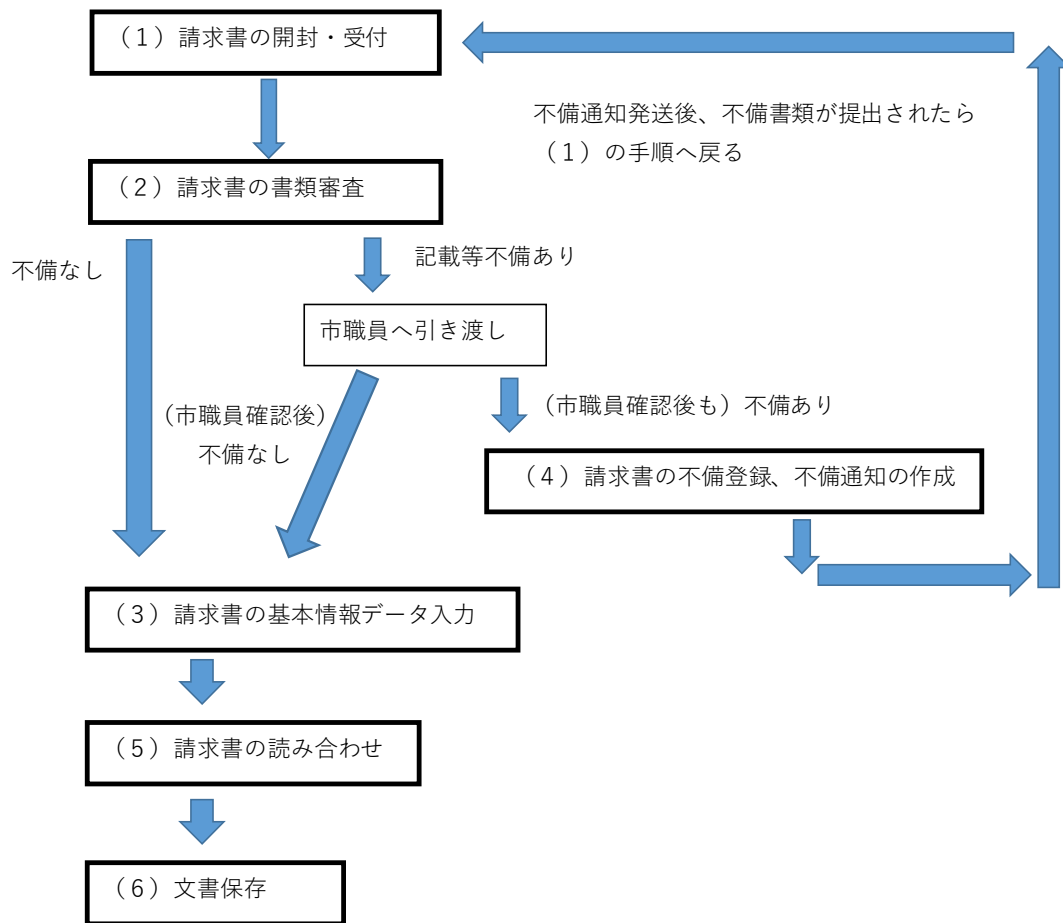 （１）請求書の開封・受付
不備通知発送後、不備書類が提出されたら
（１）の手順へ戻る
（２）請求書の書類審査
不備なし
記載等不備あり
市職員へ引き渡し
（市職員確認後）
不備なし
（市職員確認後も）不備あり
（４）請求書の不備登録、不備通知の作成
（３）請求書の基本情報データ入力
（５）請求書の読み合わせ
（６）文書保存